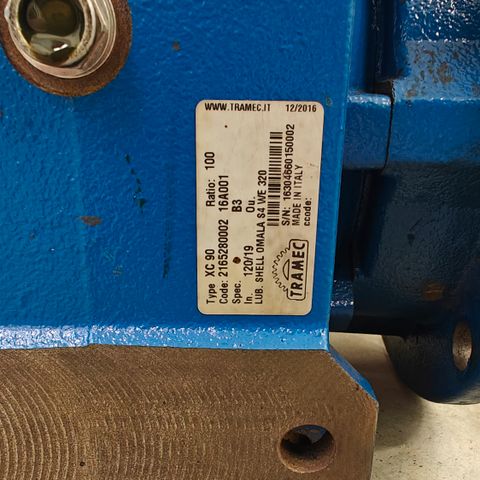 WWW.TRAMEC.IT 12/2016
Type XC 90 Ratio: 100
Code: 2165280002 16A001
Spec. • B3
In. 120/19 Ou.
LUB. SHELL OMALA S4 WE 320
TRAMEC
S/N: 16304660150002
MADE IN ITALY
ccode: